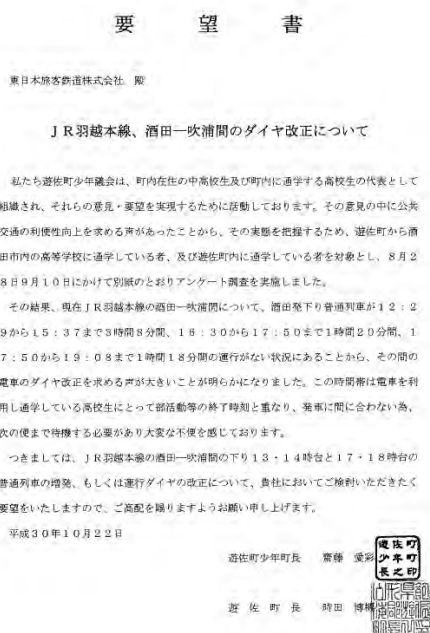 要望書
東日本旅客鉄道株式会社 殿
JR羽越本線、酒田―吹浦間のダイヤ改正について
私たち遊佐町少年議会は、町内在住の中高校生及び町内に通学する高校生の代表として
組織され、それらの意見・要望を実現するために活動しております。その意見の中に公共
交通の利便性向上を求める声があったことから、その実態を把握するため、遊佐町から酒
田市内の高等学校に通学している者、及び遊佐町内に通学している者を対象とし、8月2
8日9月10日にかけて別紙のとおりアンケート調査を実施しました。
その結果、現在JR羽越本線の酒田―吹浦間について、酒田発下り普通列車が12:2
9から15:37まで3時間8分間、16:30から17:50まで1時間20分間、1
7:50から19:08まで1時間18分間の運行がない状況にあることから、その間の
電車のダイヤ改正を求める声が大きいことが明らかになりました。この時間帯は電車を利
用し通学している高校生にとって部活動等の終了時刻と重なり、発車に間に合わない為、
次の便まで待機する必要があり大変な不便を感じております。
つきましては、JR羽越本線の酒田―吹浦間の下り13・14時台と17・18時台の
普通列車の増発、もしくは運行ダイヤの改正について、貴社においてご検討いただきたく
要望をいたしますので、ご高配を賜りますようお願い申し上げます。
平成30年10月22日
遊佐町少年町長 齋藤 愛彩
遊佐町
少年町
長之印
遊佐町長 時田 博機